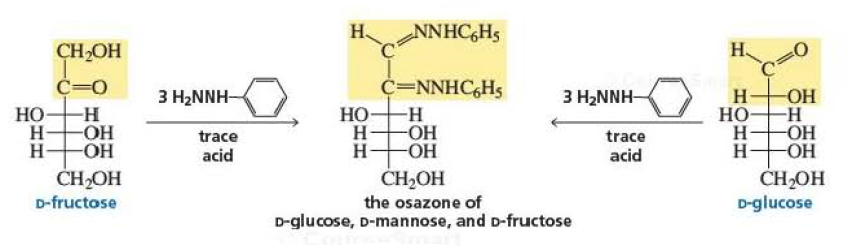 CH₂OH
C=O
HO H
H OH
H OH
CH₂OH
D-fructose
3 H₂NNH
trace
acid
H NNHC₆H₅
C
C=NNHC₆H₅
HO H
H OH
H OH
CH₂OH
the osazone of
D-glucose, D-mannose, and D-fructose
3 H₂NNH
trace
acid
H O
C
H OH
HO H
H OH
H OH
CH₂OH
D-glucose